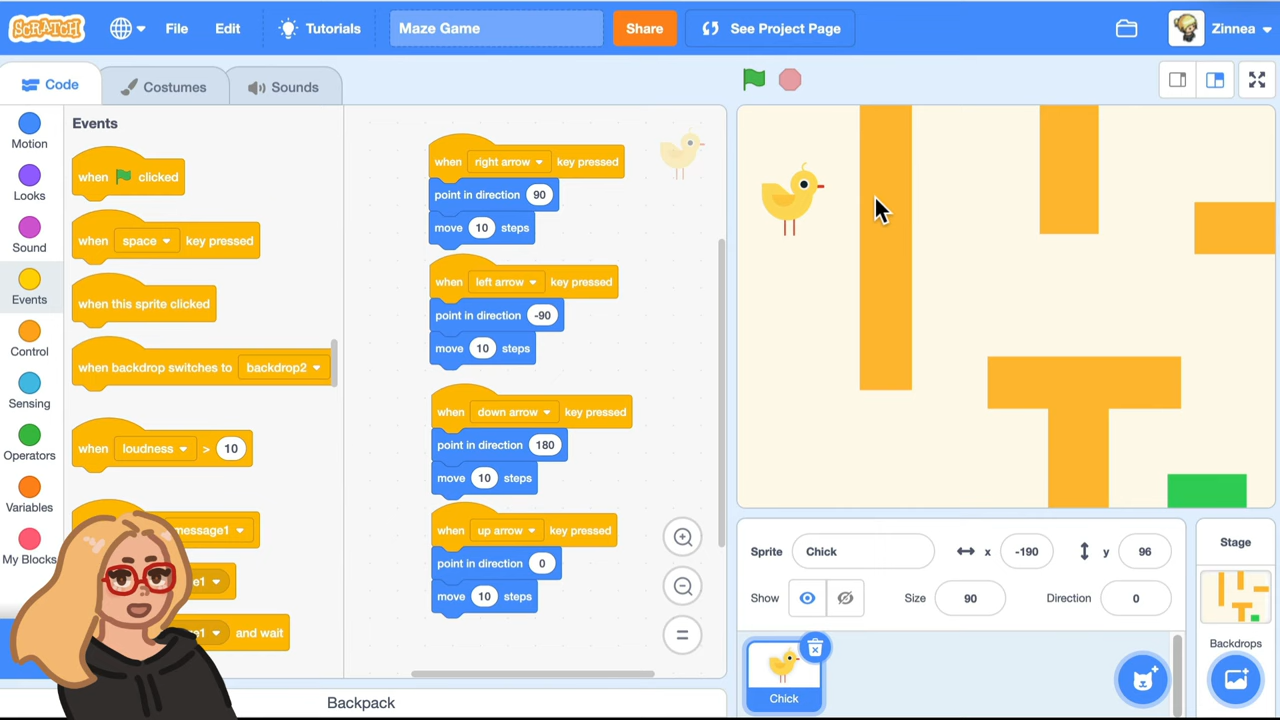 SCRATCH File Edit Tutorials Maze Game Share See Project Page Zinnea
Code Costumes Sounds
Motion
Looks
Sound
Events
Control
Sensing
Operators
Variables
My Blocks
Events
when clicked
when space key pressed
when this sprite clicked
when backdrop switches to backdrop2
when loudness > 10
message1
e1
e1 and wait
when right arrow key pressed
point in direction 90
move 10 steps
when left arrow key pressed
point in direction -90
move 10 steps
when down arrow key pressed
point in direction 180
move 10 steps
when up arrow key pressed
point in direction 0
move 10 steps
Backpack
Sprite Chick x -190 y 96
Show Size 90 Direction 0
Chick
Stage
Backdrops